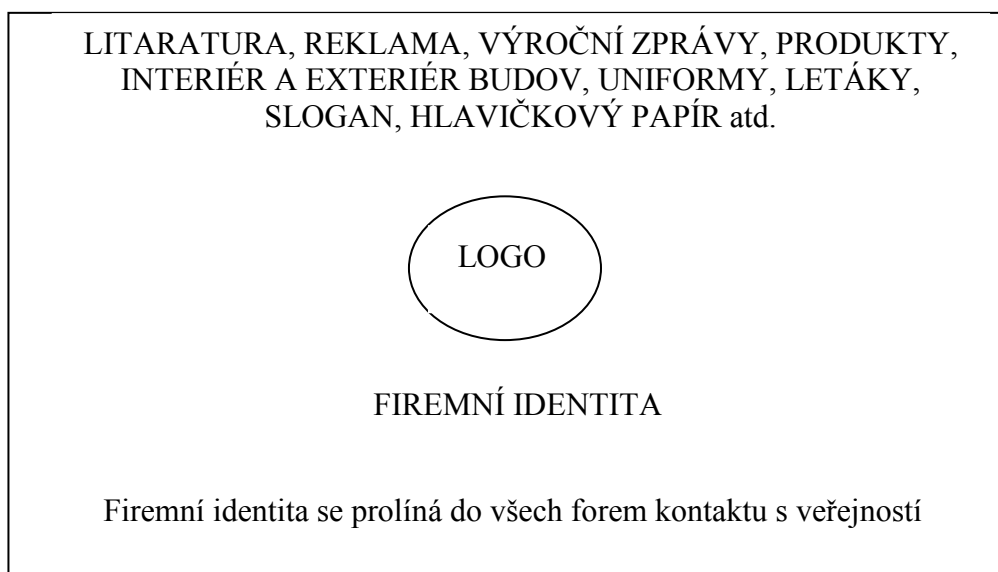 LITARATURA, REKLAMA, VÝROČNÍ ZPRÁVY, PRODUKTY,
INTERIÉR A EXTERIÉR BUDOV, UNIFORMY, LETÁKY,
SLOGAN, HLAVIČKOVÝ PAPÍR atd.
LOGO
FIREMNÍ IDENTITA
Firemní identita se prolíná do všech forem kontaktu s veřejností